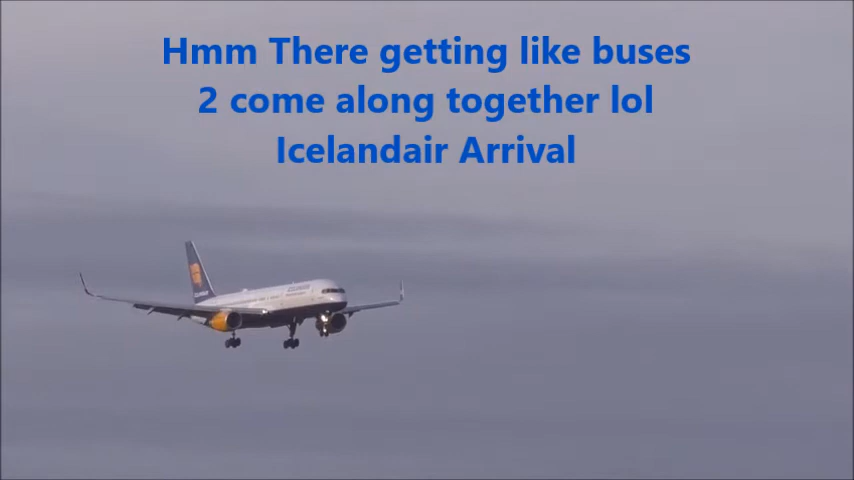 Hmm There getting like buses
2 come along together lol
Icelandair Arrival